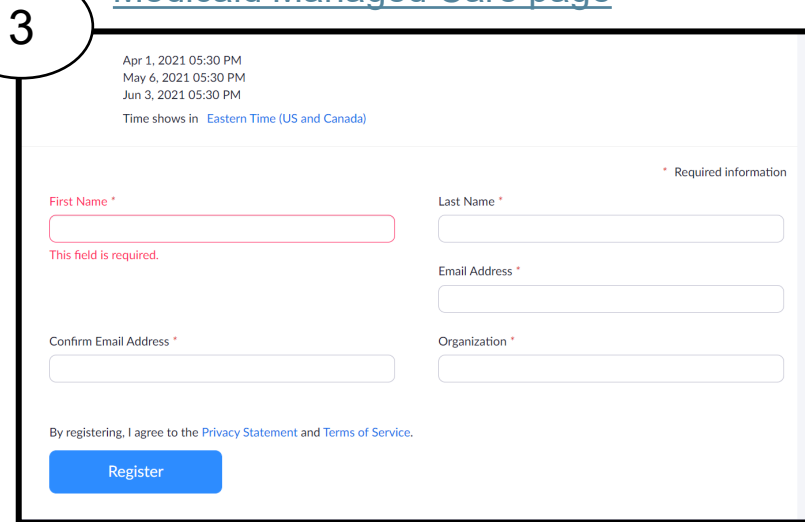 Medicaid Managed Care page
3
Apr 1, 2021 05:30 PM
May 6, 2021 05:30 PM
Jun 3, 2021 05:30 PM
Time shows in Eastern Time (US and Canada)
* Required information
First Name *
Last Name *
This field is required.
Email Address *
Confirm Email Address *
Organization *
By registering, I agree to the Privacy Statement and Terms of Service.
Register